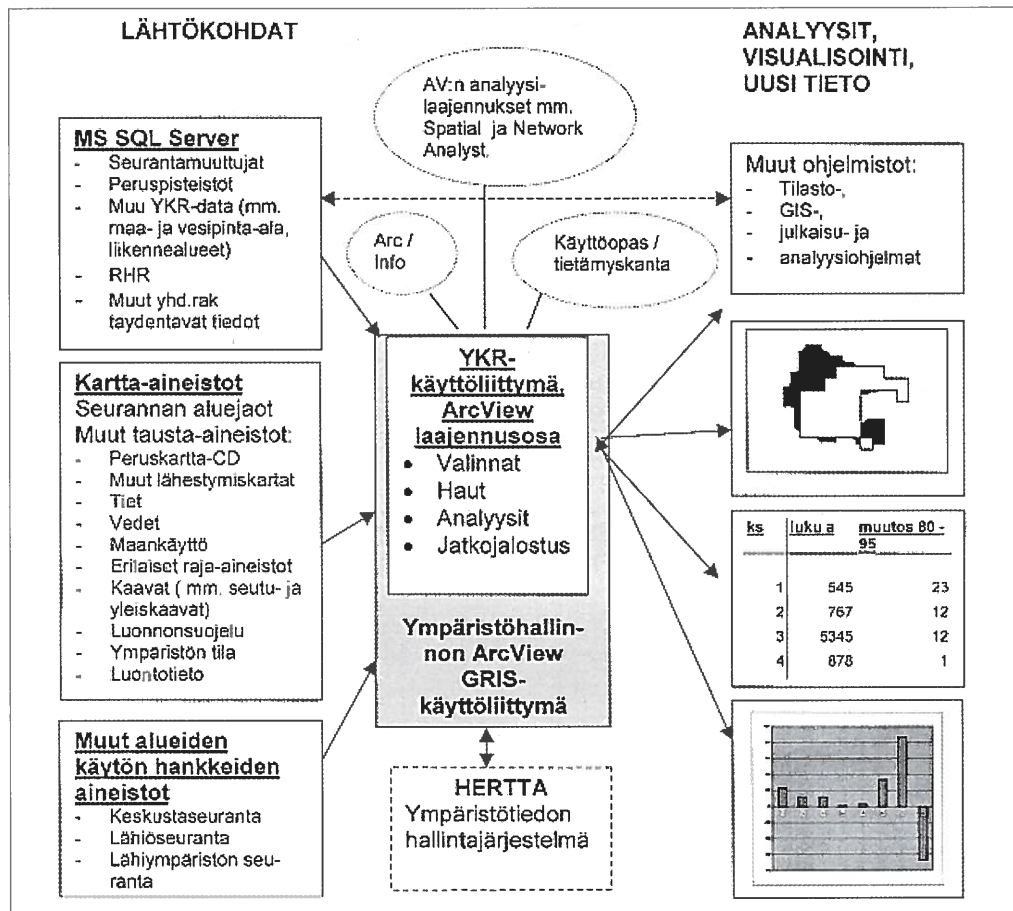 LÄHTÖKOHDAT
ANALYYSIT,
VISUALISOINTI,
UUSI TIETO
AV:n analyysi-
laajennukset mm.
Spatial ja Network
Analyst.
MS SQL Server
- Seurantamuuttujat
- Peruspisteistöt
- Muu YKR-data (mm.
maa- ja vesipinta-ala,
liikennealueet)
- RHR
- Muut yhd.rak
taydentavat tiedot
Arc /
Info
Käyttöopas /
tietämyskanta
Muut ohjelmistot:
- Tilasto-,
- GIS-,
- julkaisu- ja
- analyysiohjelmat
Kartta-aineistot
Seurannan aluejaot
Muut tausta-aineistot:
- Peruskartta-CD
- Muut lähestymiskartat
- Tiet
- Vedet
- Maankäyttö
- Erilaiset raja-aineistot
- Kaavat ( mm. seutu- ja
yleiskaavat)
- Luonnonsuojelu
- Ympäristön tila
- Luontotieto
YKR-
käyttöliittymä,
ArcView
laajennusosa
• Valinnat
• Haut
• Analyysit
• Jatkojalostus
Ympäristöhallin-
non ArcView
GRIS-
käyttöliittymä
ks luku a muutos 80 -
95
1 545 23
2 767 12
3 5345 12
4 878 1
Muut alueiden
käytön hankkeiden
aineistot
- Keskustaseuranta
- Lähiöseuranta
- Lähiympäristön seu-
ranta
HERTTA
Ympäristötiedon
hallintajärjestelmä